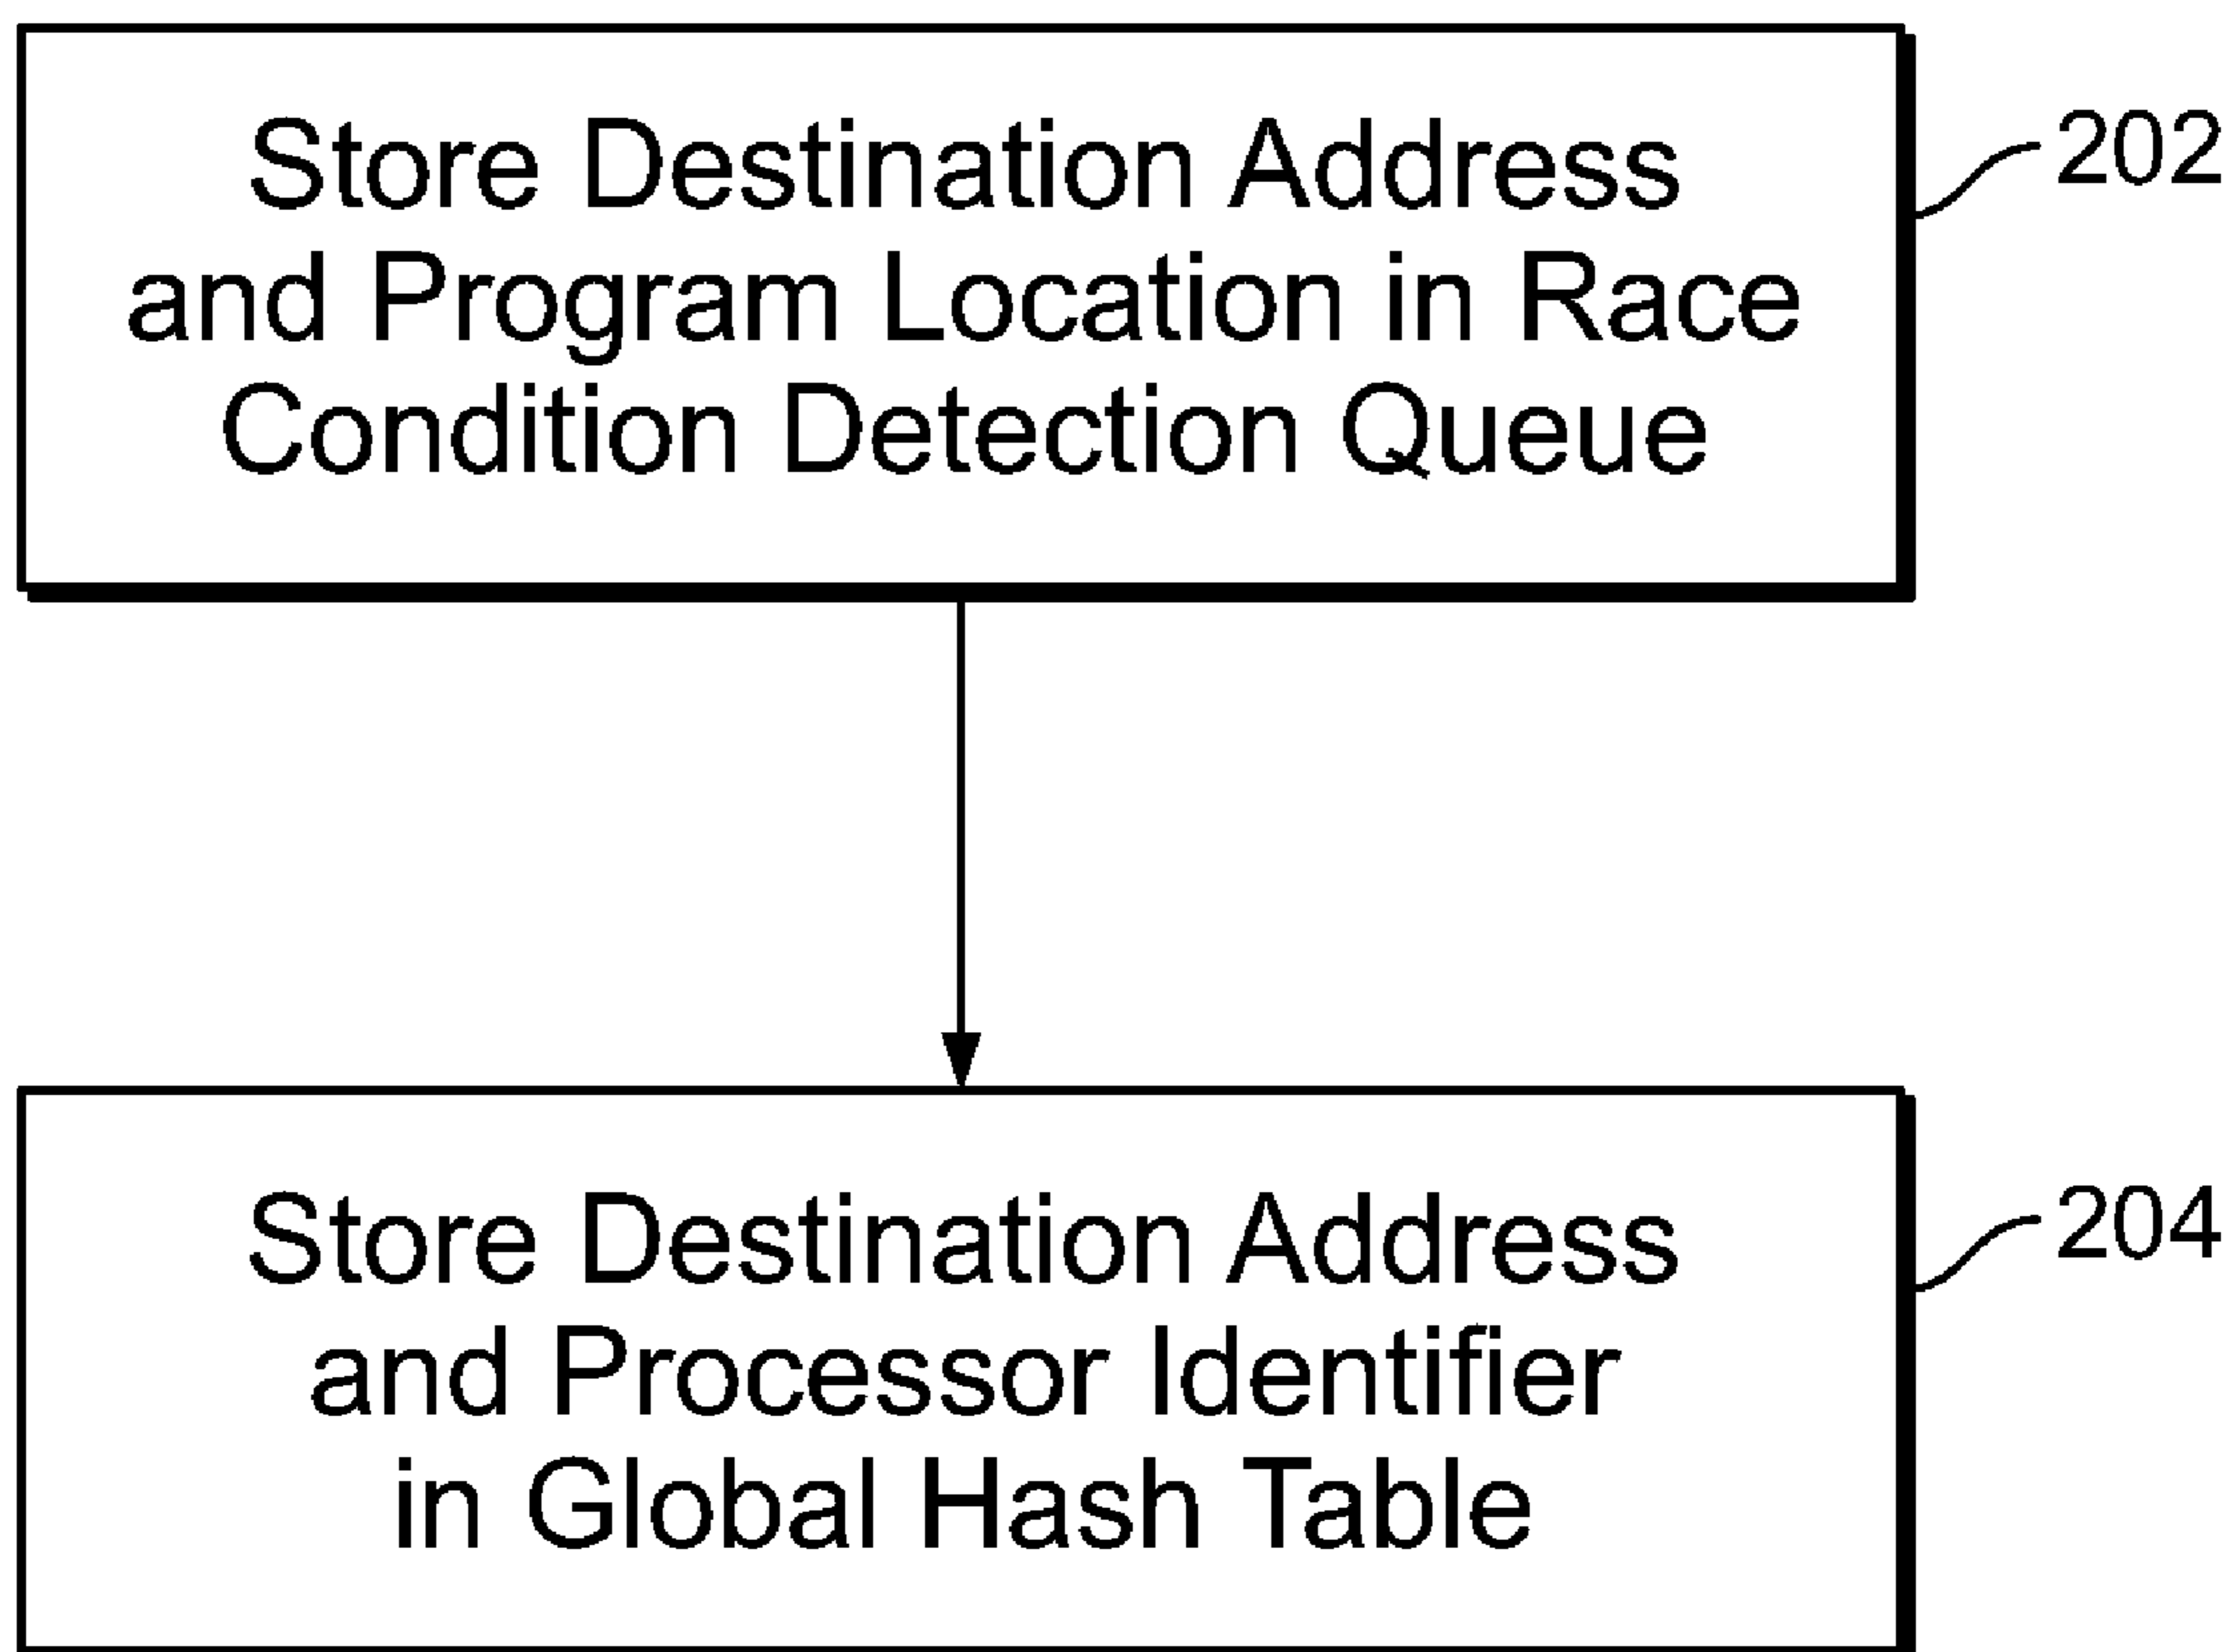 Store Destination Address
and Program Location in Race
Condition Detection Queue
202
Store Destination Address
and Processor Identifier
in Global Hash Table
204